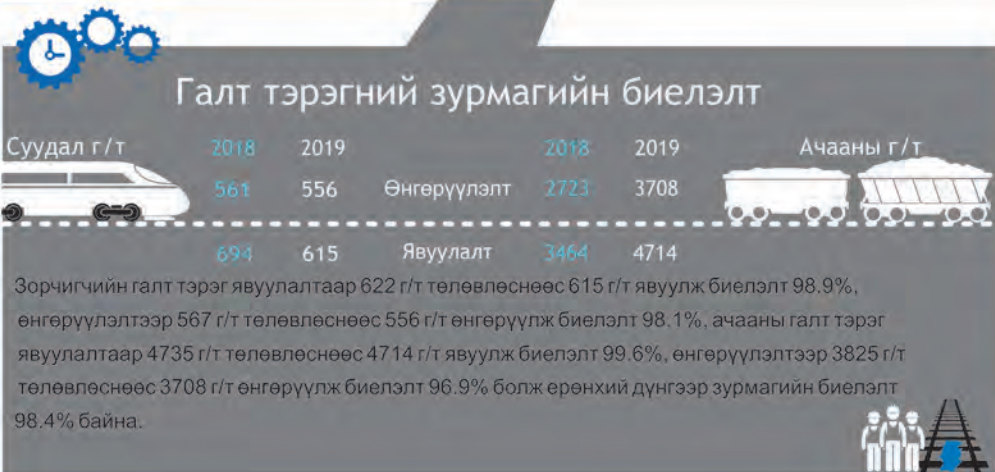 Галт тэрэгний зурмагийн биелэлт
Суудал г/т 2018 2019 2018 2019 Ачааны г/т
561 556 Өнгөрүүлэлт 2723 3708
694 615 Явуулалт 3464 4714
Зорчигчийн галт тэрэг явуулалтаар 622 г/т төлөвлөснөөс 615 г/т явуулж биелэлт 98.9%,
өнгөрүүлэлтээр 567 г/т төлөвлөснөөс 556 г/т өнгөрүүлж биелэлт 98.1%, ачааны галт тэрэг
явуулалтаар 4735 г/т төлөвлөснөөс 4714 г/т явуулж биелэлт 99.6%, өнгөрүүлэлтээр 3825 г/т
төлөвлөснөөс 3708 г/т өнгөрүүлж биелэлт 96.9% болж ерөнхий дүнгээр зурмагийн биелэлт
98.4% байна.